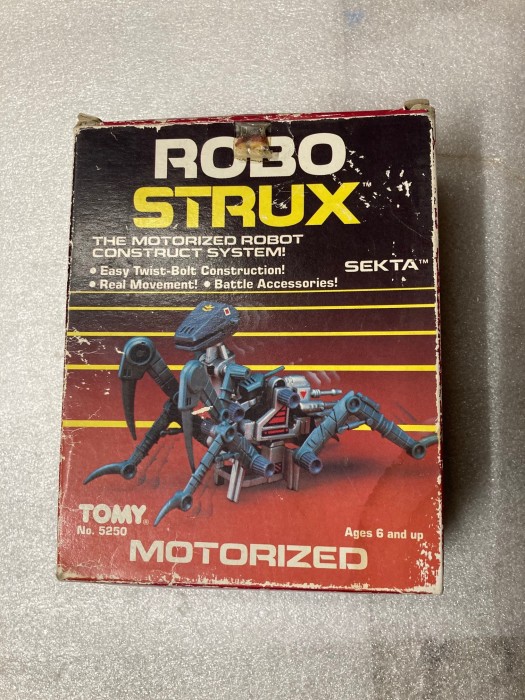 ROBO
STRUX™
THE MOTORIZED ROBOT
CONSTRUCT SYSTEM!
• Easy Twist-Bolt Construction!
• Real Movement! • Battle Accessories!
SEKTA™
TOMY®
No. 5250
Ages 6 and up
MOTORIZED